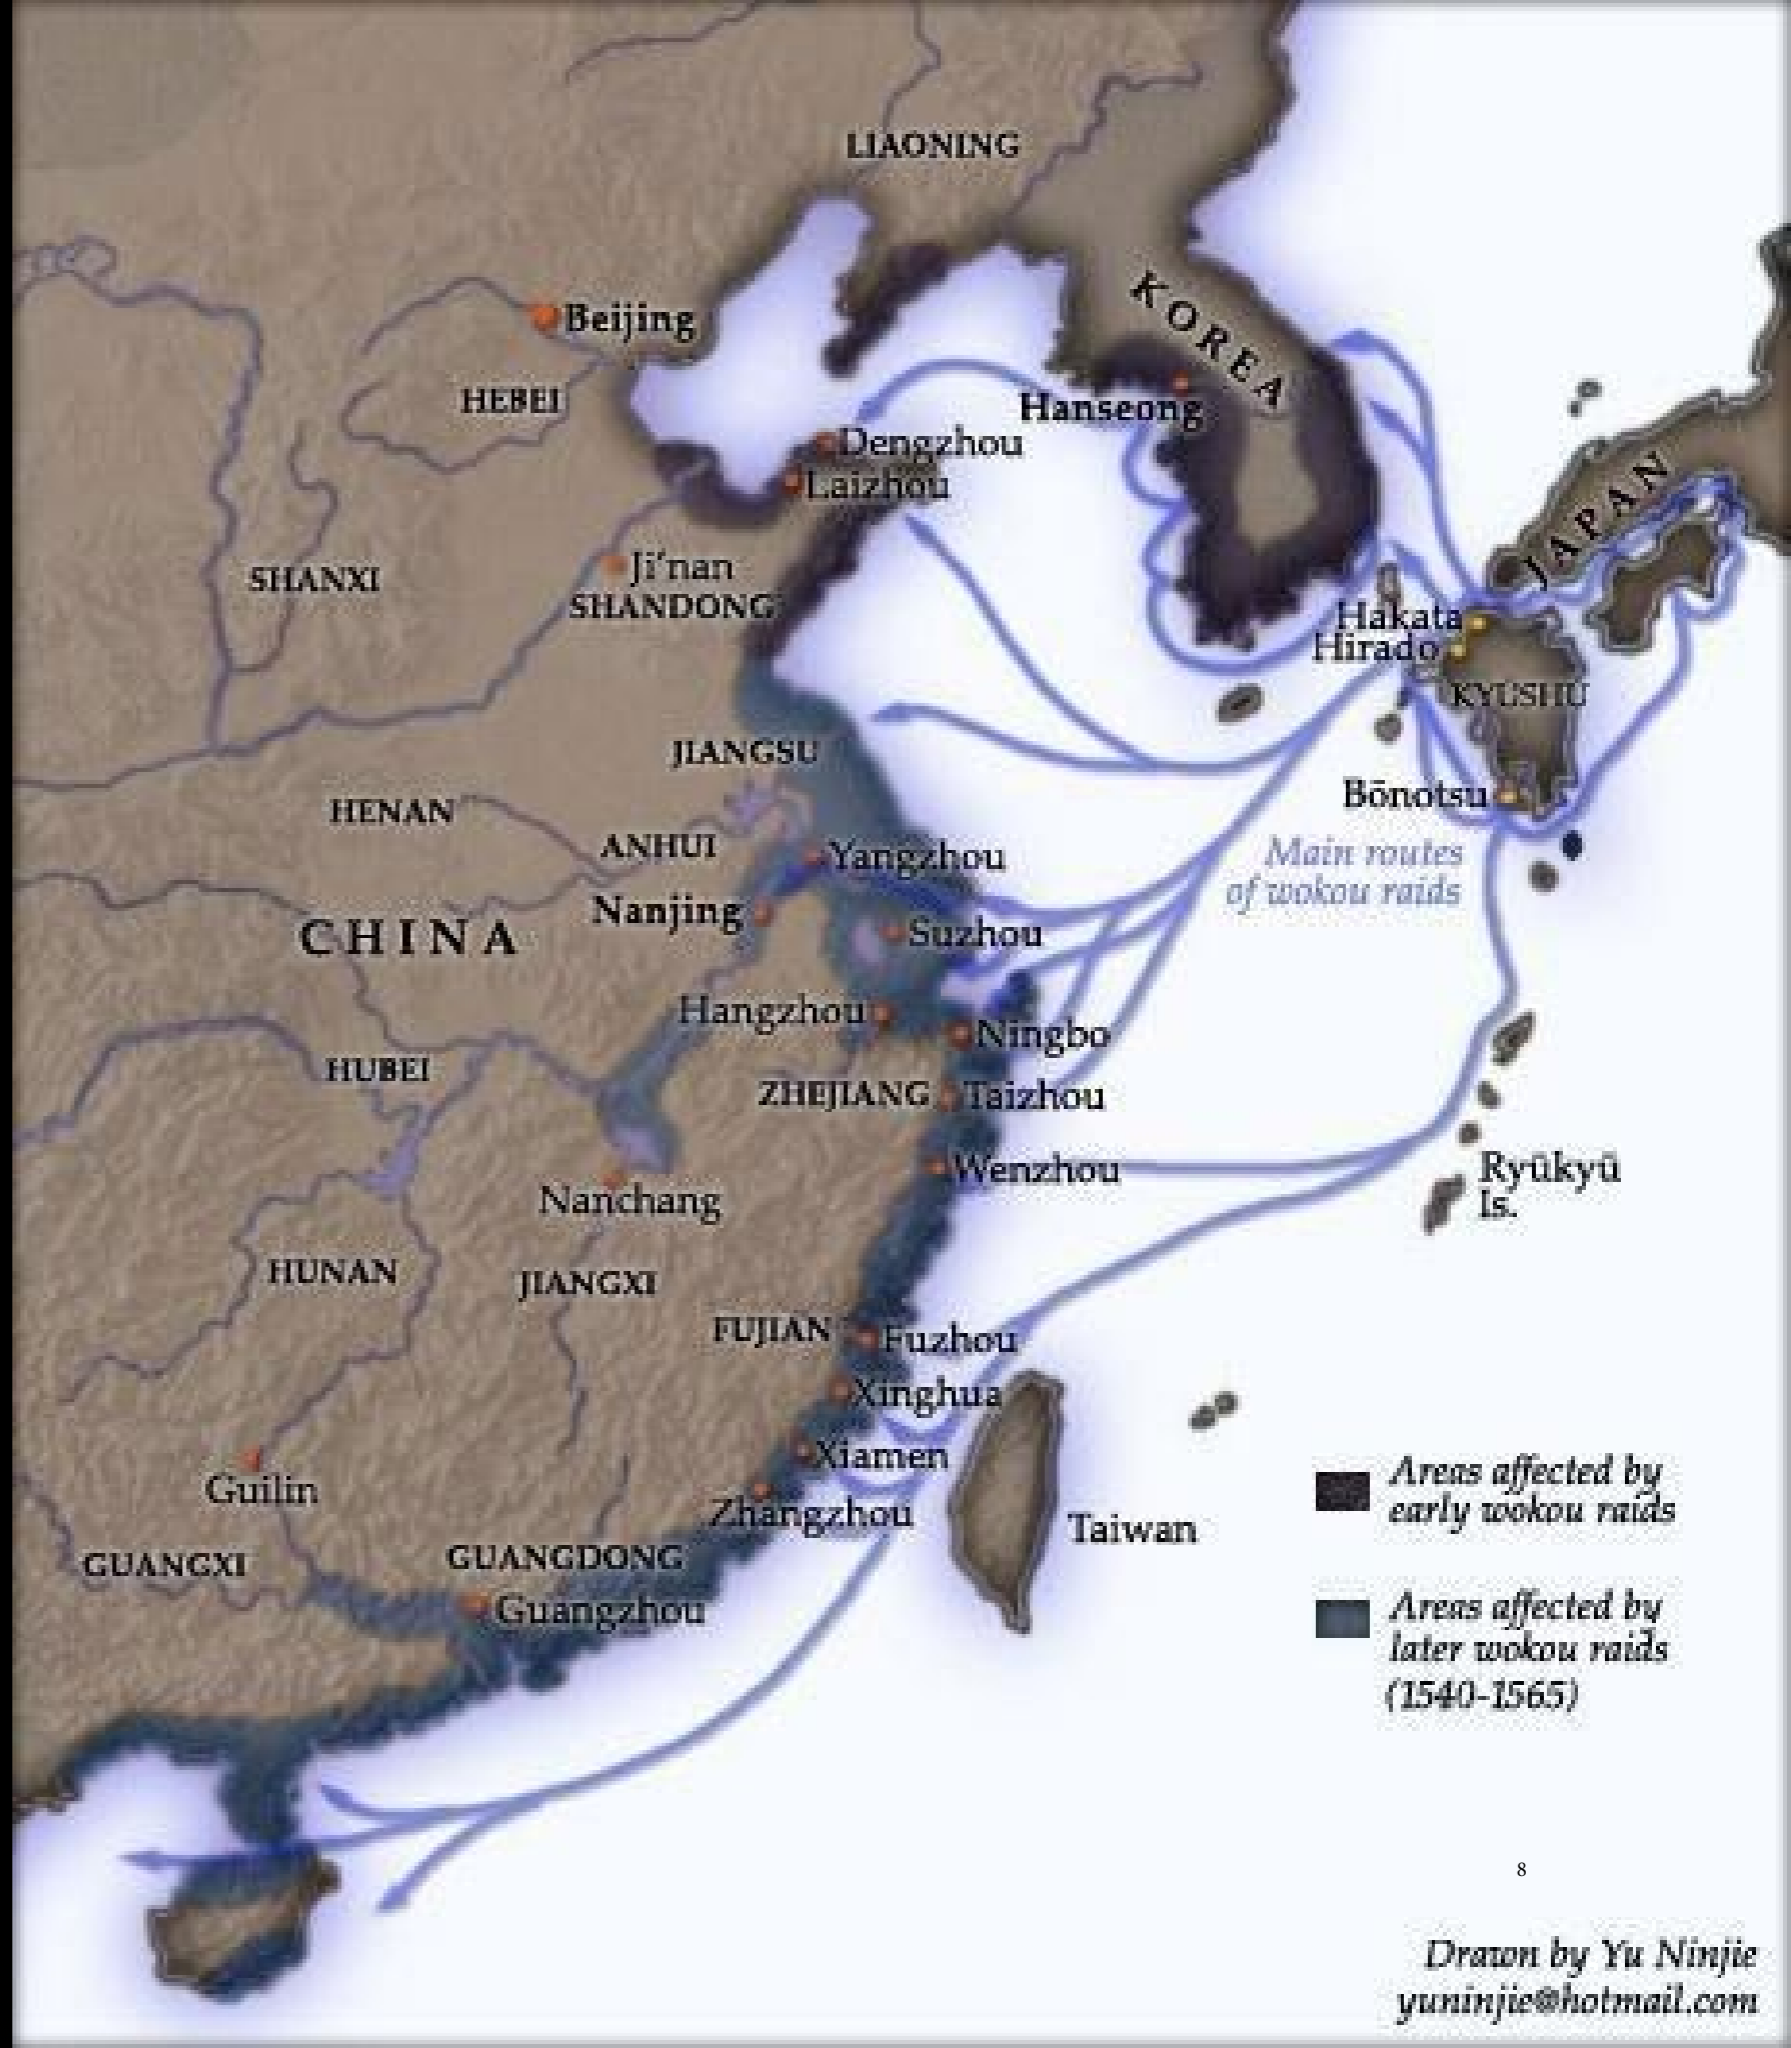 LIAONING
KOREA
Beijing
HEBEI
Hanseong
Dengzhou
Laizhou
JAPAN
SHANXI
Ji'nan
SHANDONG
Hakata
Hirado
KYUSHU
JIANGSU
Bōnotsu
HENAN
ANHUI
Yangzhou
Main routes
of wokou raids
Nanjing
CHINA
Suzhou
Hangzhou
Ningbo
HUBEI
ZHEJIANG
Taizhou
Wenzhou
Ryūkyū
Is.
Nanchang
HUNAN
JIANGXI
FUJIAN
Fuzhou
Xinghua
Xiamen
Guilin
Zhangzhou
Taiwan
Areas affected by
early wokou raids
GUANGXI
GUANGDONG
Guangzhou
Areas affected by
later wokou raids
(1540-1565)
8
Drawn by Yu Ninjie
yuninjie@hotmail.com